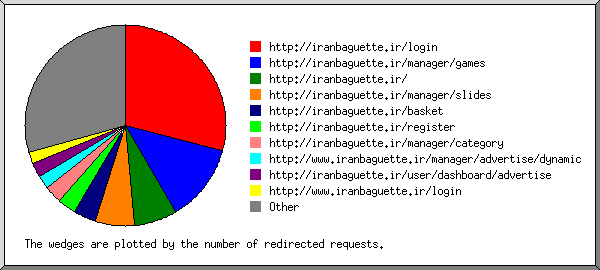 http://iranbaguette.ir/login
http://iranbaguette.ir/manager/games
http://iranbaguette.ir/
http://iranbaguette.ir/manager/slides
http://iranbaguette.ir/basket
http://iranbaguette.ir/register
http://iranbaguette.ir/manager/category
http://www.iranbaguette.ir/manager/advertise/dynamic
http://iranbaguette.ir/user/dashboard/advertise
http://www.iranbaguette.ir/login
Other
The wedges are plotted by the number of redirected requests.